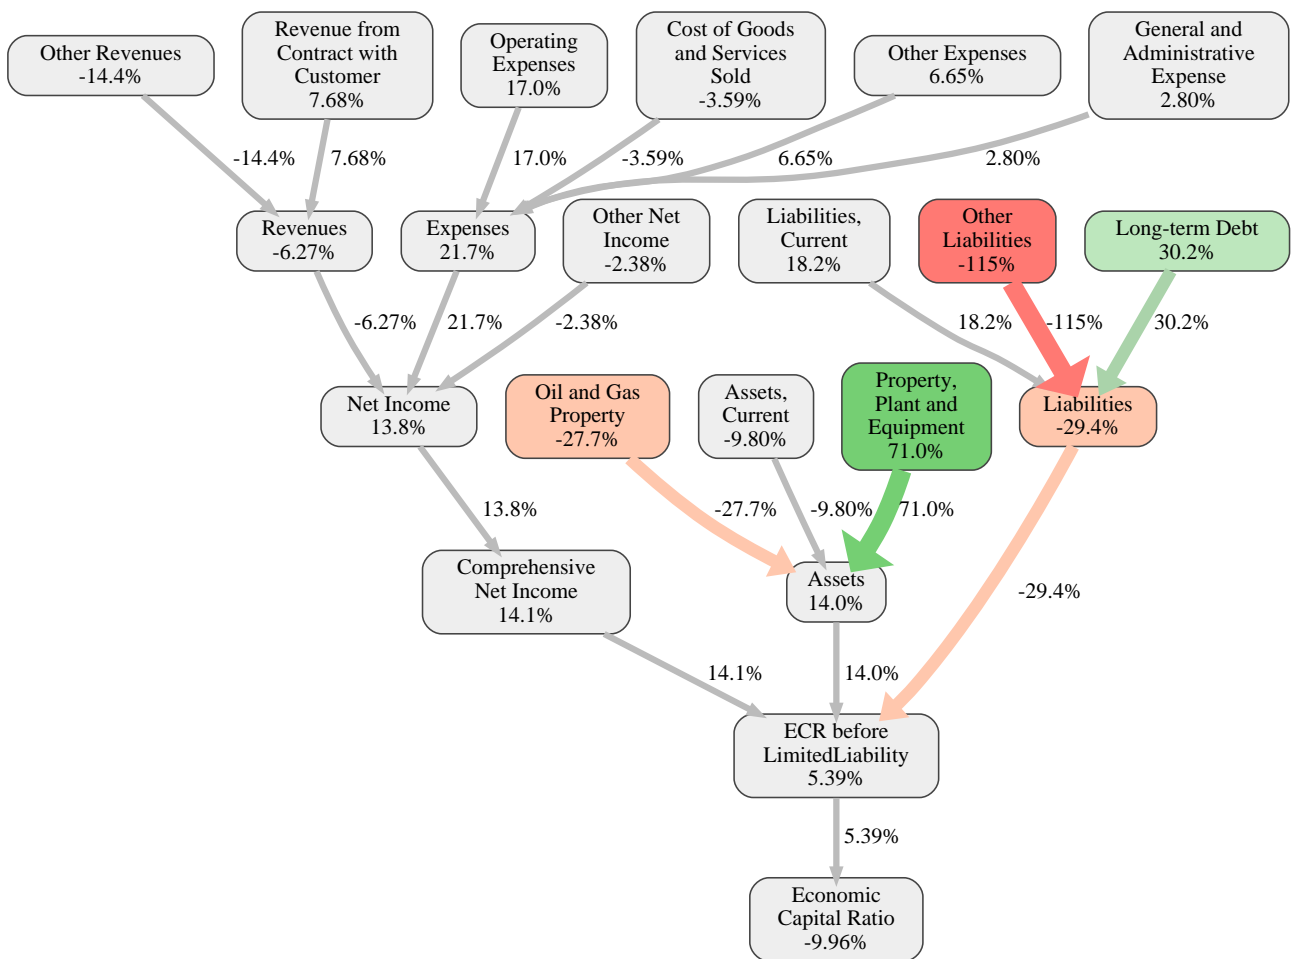 Other Revenues
-14.4%
Revenue from
Contract with
Customer
7.68%
Operating
Expenses
17.0%
Cost of Goods
and Services
Sold
-3.59%
Other Expenses
6.65%
General and
Administrative
Expense
2.80%
-14.4%
7.68%
17.0%
-3.59%
6.65%
2.80%
Revenues
-6.27%
Expenses
21.7%
Other Net
Income
-2.38%
Liabilities,
Current
18.2%
Other
Liabilities
-115%
Long-term Debt
30.2%
-6.27%
21.7%
-2.38%
18.2%
-115%
30.2%
Net Income
13.8%
Oil and Gas
Property
-27.7%
Assets,
Current
-9.80%
Property,
Plant and
Equipment
71.0%
Liabilities
-29.4%
13.8%
-27.7%
-9.80%
71.0%
Comprehensive
Net Income
14.1%
Assets
14.0%
-29.4%
14.1%
14.0%
ECR before
LimitedLiability
5.39%
5.39%
Economic
Capital Ratio
-9.96%